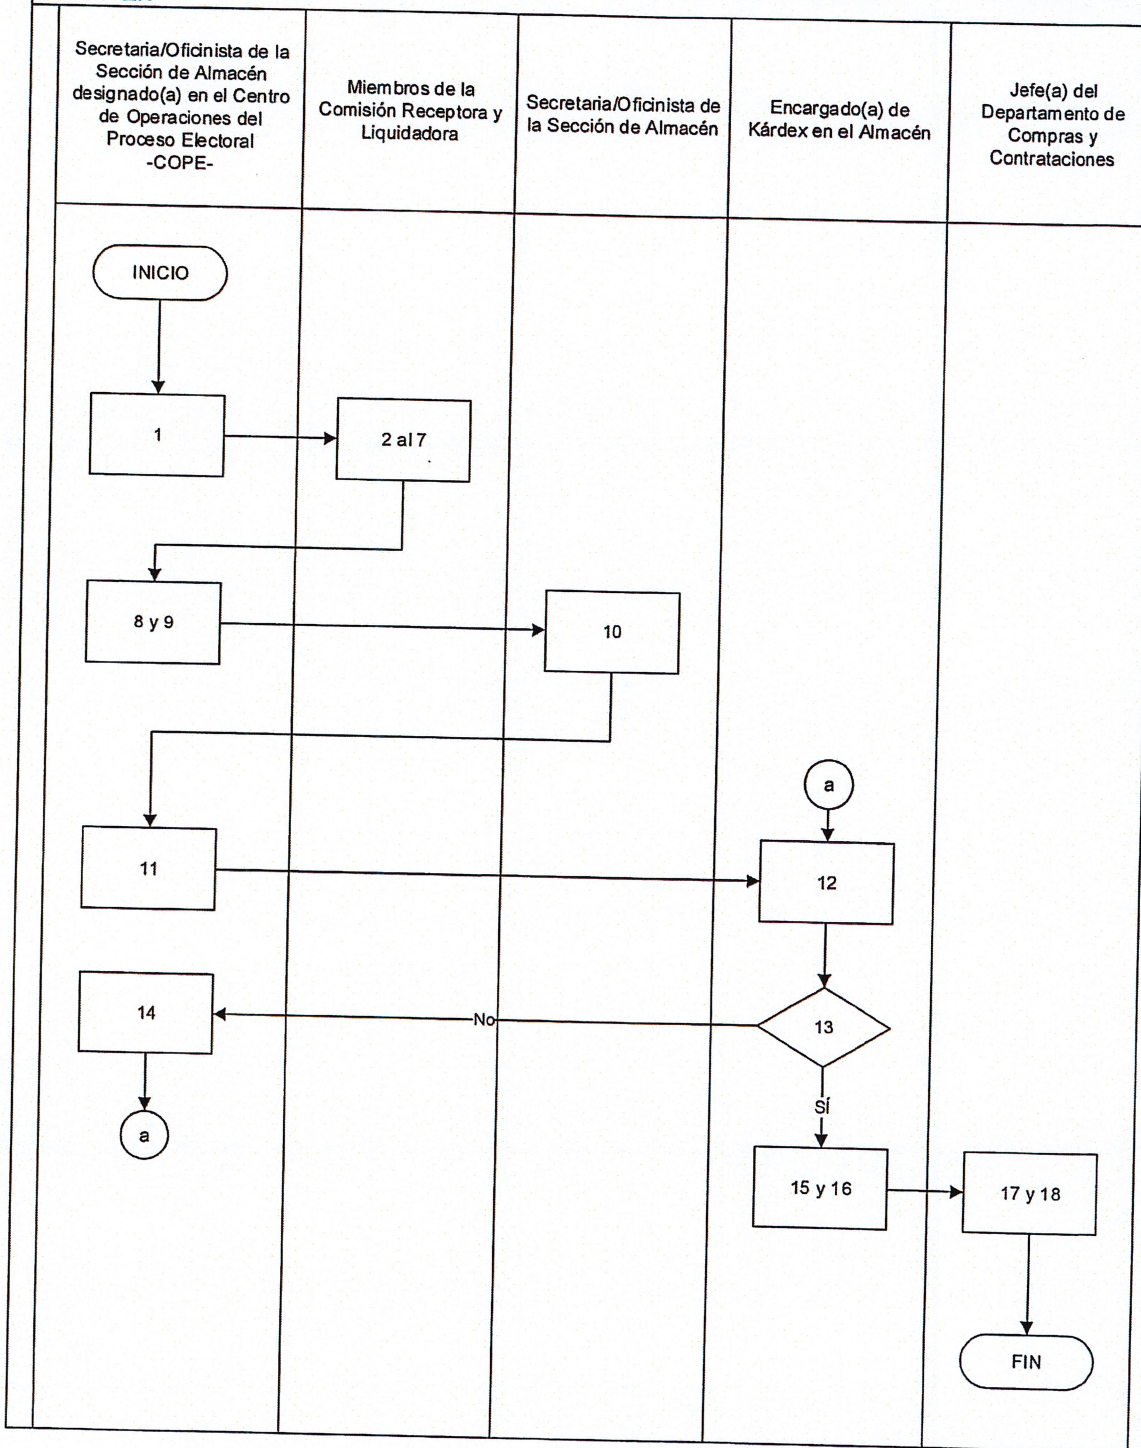 Secretaria/Oficinista de la
Sección de Almacén
designado(a) en el Centro
de Operaciones del
Proceso Electoral
-COPE-
Miembros de la
Comisión Receptora y
Liquidadora
Secretaria/Oficinista de
la Sección de Almacén
Encargado(a) de
Kárdex en el Almacén
Jefe(a) del
Departamento de
Compras y
Contrataciones
INICIO
1
2 al 7
8 y 9
10
a
11
12
14
No
13
SÍ
a
15 y 16
17 y 18
FIN